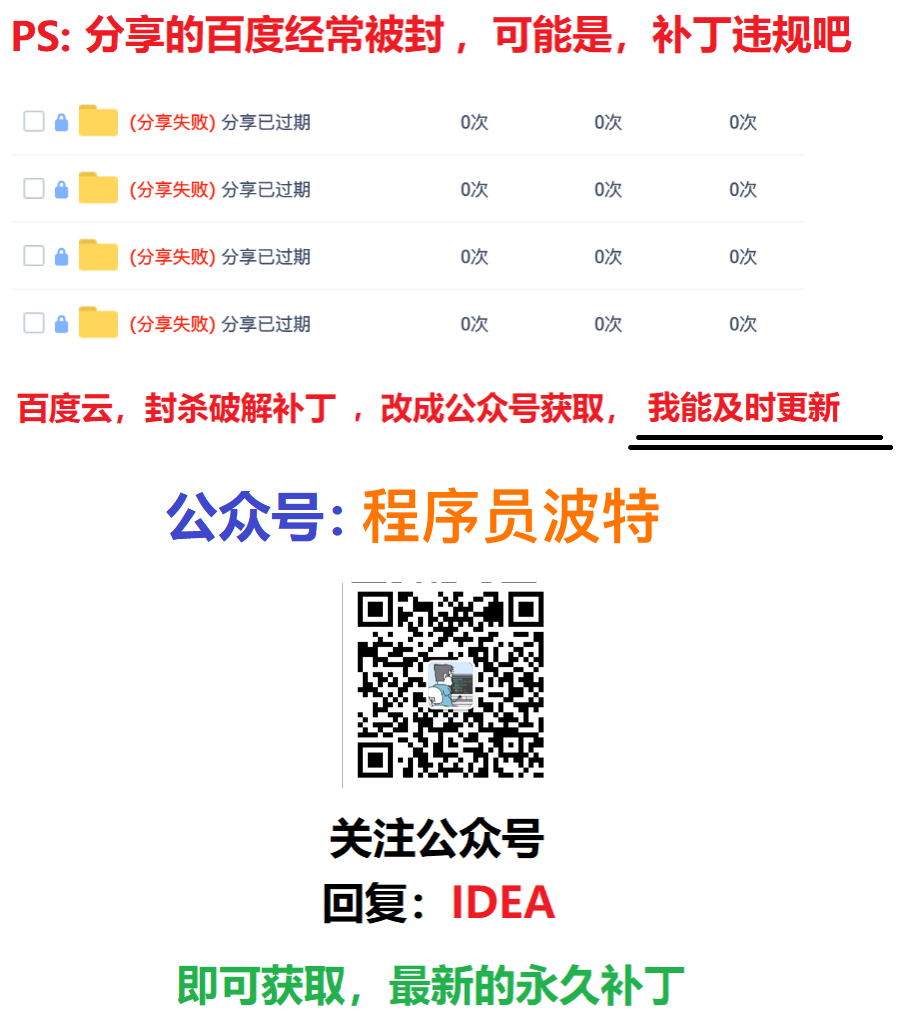 PS: 分享的百度经常被封 ，可能是，补丁违规吧
(分享失败) 分享已过期 0次 0次 0次
(分享失败) 分享已过期 0次 0次 0次
(分享失败) 分享已过期 0次 0次 0次
(分享失败) 分享已过期 0次 0次 0次
百度云，封杀破解补丁 ，改成公众号获取， 我能及时更新
公众号: 程序员波特
关注公众号
回复：IDEA
即可获取，最新的永久补丁